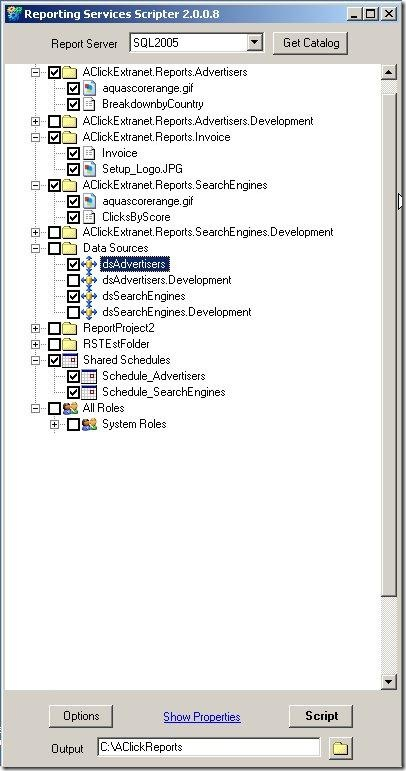 Reporting Services Scripter 2.0.0.8
Report Server SQL2005 Get Catalog
AClickExtranet.Reports.Advertisers
aquascorerange.gif
BreakdownbyCountry
AClickExtranet.Reports.Advertisers.Development
AClickExtranet.Reports.Invoice
Invoice
Setup_Logo.JPG
AClickExtranet.Reports.SearchEngines
aquascorerange.gif
ClicksByScore
AClickExtranet.Reports.SearchEngines.Development
Data Sources
dsAdvertisers
dsAdvertisers.Development
dsSearchEngines
dsSearchEngines.Development
ReportProject2
RSTEstFolder
Shared Schedules
Schedule_Advertisers
Schedule_SearchEngines
All Roles
System Roles
Options Show Properties Script
Output C:\AClickReports